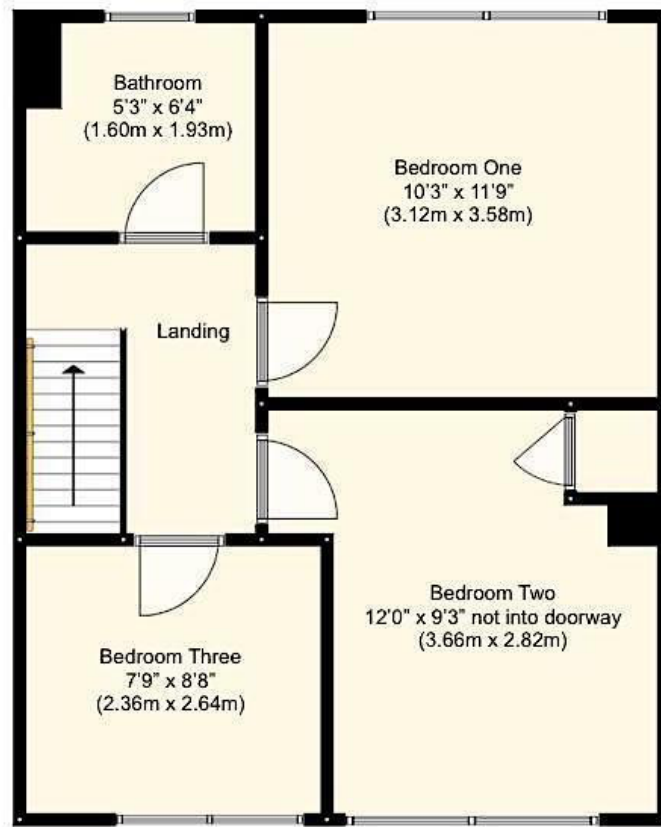 Bathroom
5'3" x 6'4"
(1.60m x 1.93m)
Bedroom One
10'3" x 11'9"
(3.12m x 3.58m)
Landing
Bedroom Two
12'0" x 9'3" not into doorway
(3.66m x 2.82m)
Bedroom Three
7'9" x 8'8"
(2.36m x 2.64m)